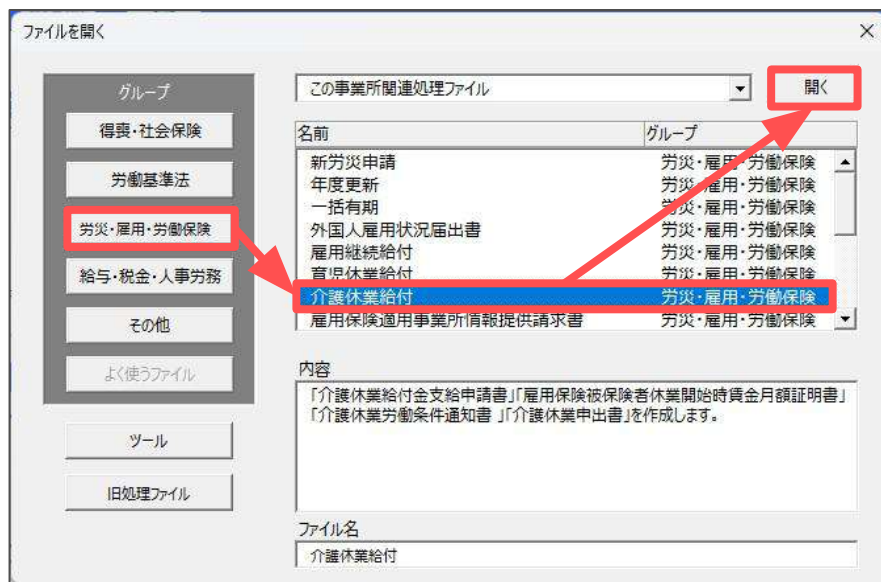 ファイルを開く
グループ
得喪・社会保険
労働基準法
労災・雇用・労働保険
給与・税金・人事労務
その他
よく使うファイル
ツール
旧処理ファイル
この事業所関連処理ファイル
開く
名前 グループ
新労災申請 労災・雇用・労働保険
年度更新 労災・雇用・労働保険
一括有期 労災・雇用・労働保険
外国人雇用状況届出書 労災・雇用・労働保険
雇用継続給付 労災・雇用・労働保険
育児休業給付 労災・雇用・労働保険
介護休業給付 労災・雇用・労働保険
雇用保険適用事業所情報提供請求書 労災・雇用・労働保険
内容
「介護休業給付金支給申請書」「雇用保険被保険者休業開始時賃金月額証明書」
「介護休業労働条件通知書 」「介護休業申出書」を作成します。
ファイル名
介護休業給付